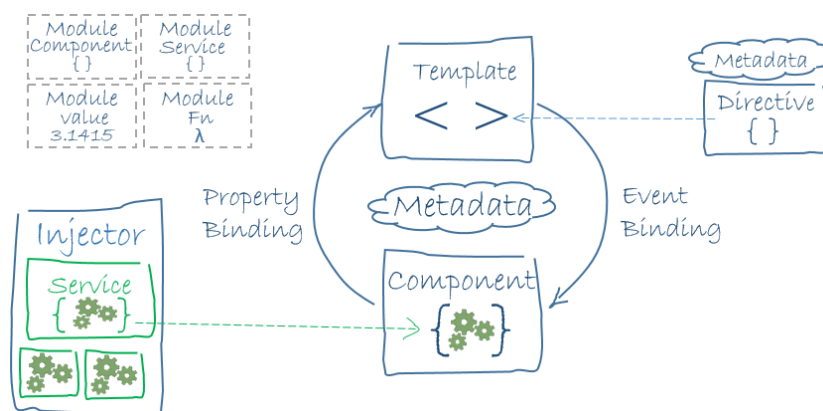 Module
Component
{ }
Module
Service
{ }
Module
value
3.1415
Module
Fn
λ
Template
< >
Metadata
Directive
{ }
Property
Binding
Metadata
Event
Binding
Injector
Service
{ }
Component
{ }